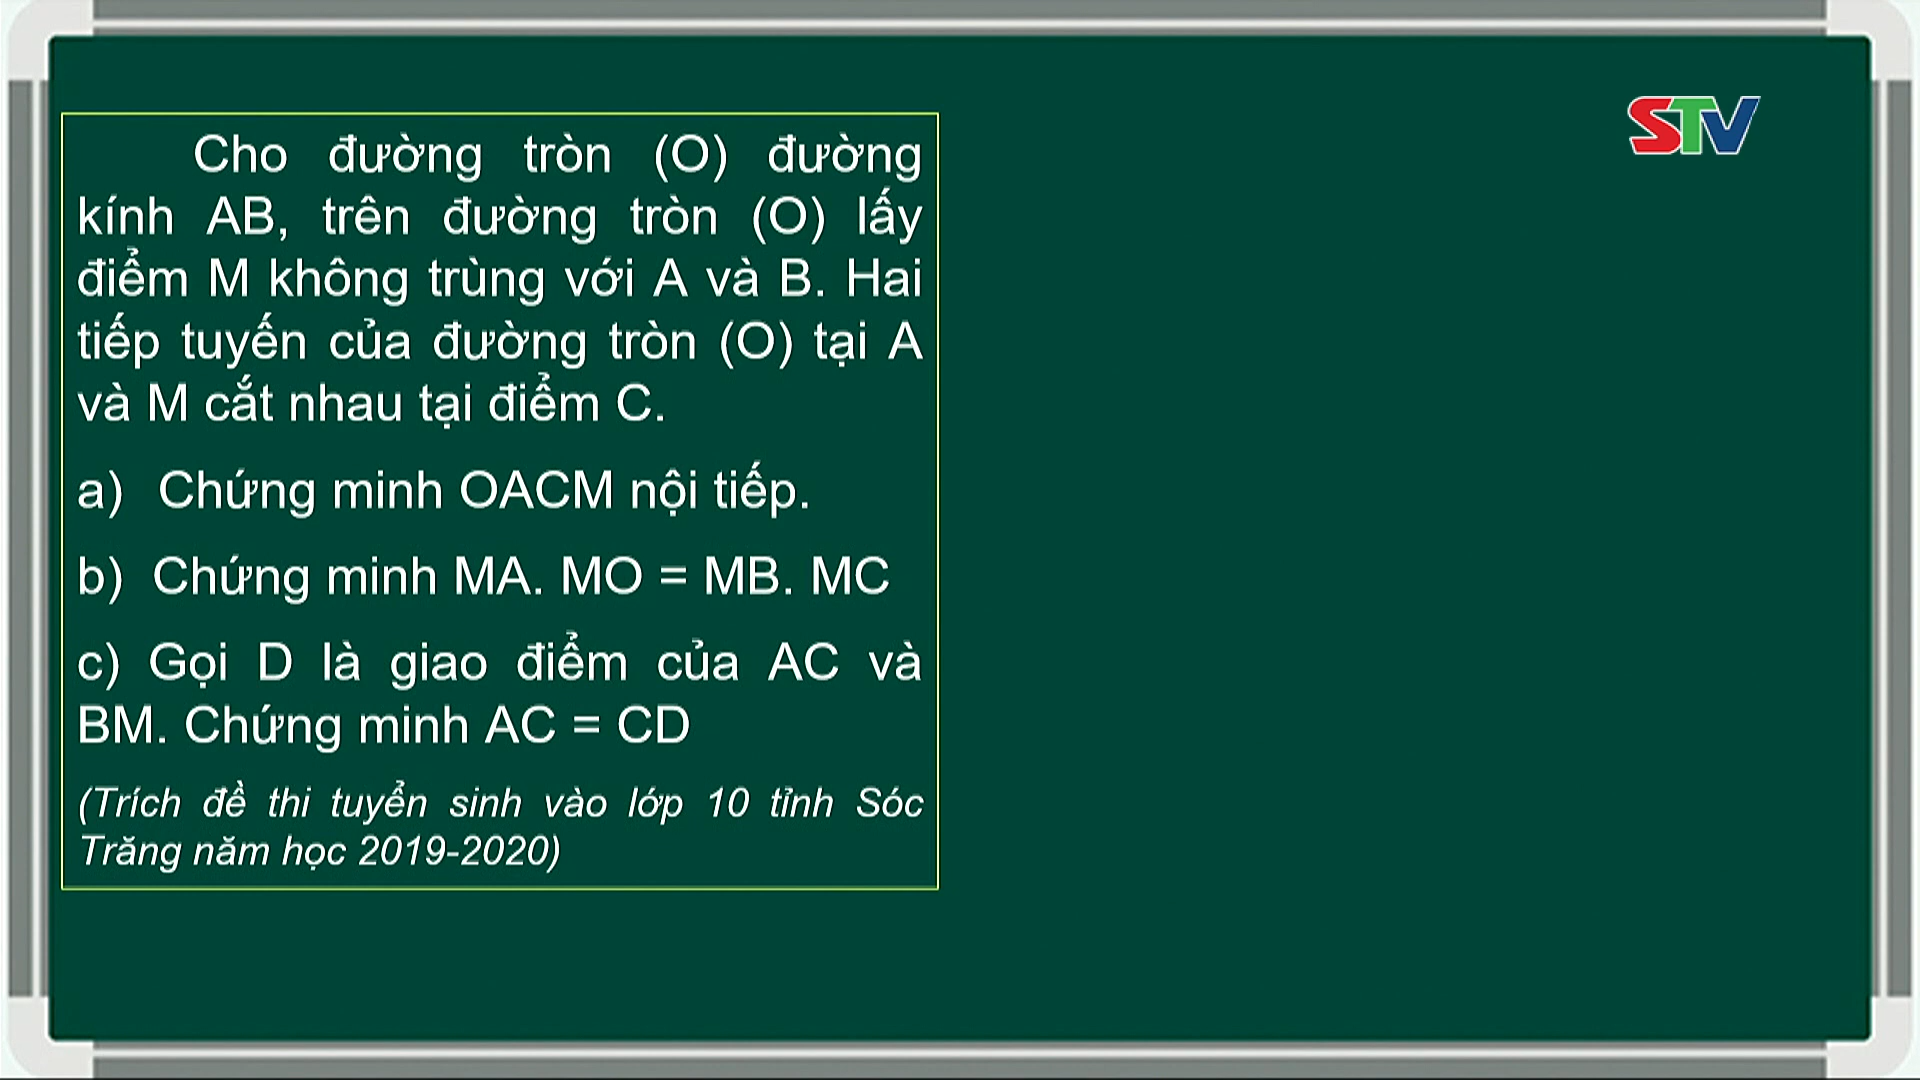 STV
Cho đường tròn (O) đường
kính AB, trên đường tròn (O) lấy
điểm M không trùng với A và B. Hai
tiếp tuyến của đường tròn (O) tại A
và M cắt nhau tại điểm C.
a) Chứng minh OACM nội tiếp.
b) Chứng minh MA. MO = MB. MC
c) Gọi D là giao điểm của AC và
BM. Chứng minh AC = CD
(Trích đề thi tuyển sinh vào lớp 10 tỉnh Sóc
Trăng năm học 2019-2020)